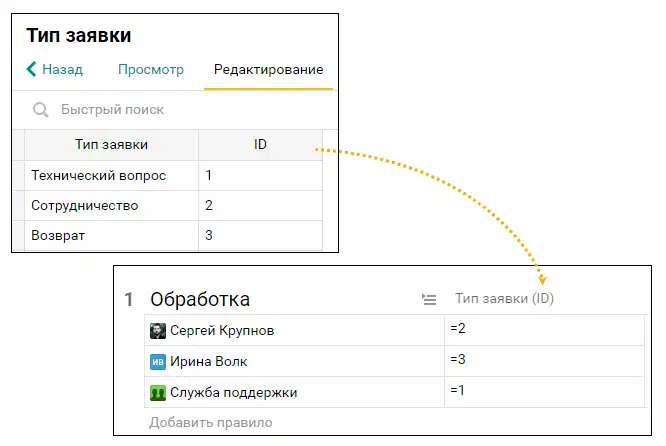 Тип заявки
Назад Просмотр Редактирование
Быстрый поиск
Тип заявки ID
Технический вопрос 1
Сотрудничество 2
Возврат 3
1 Обработка Тип заявки (ID)
Сергей Крупнов =2
ИВ Ирина Волк =3
Служба поддержки =1
Добавить правило